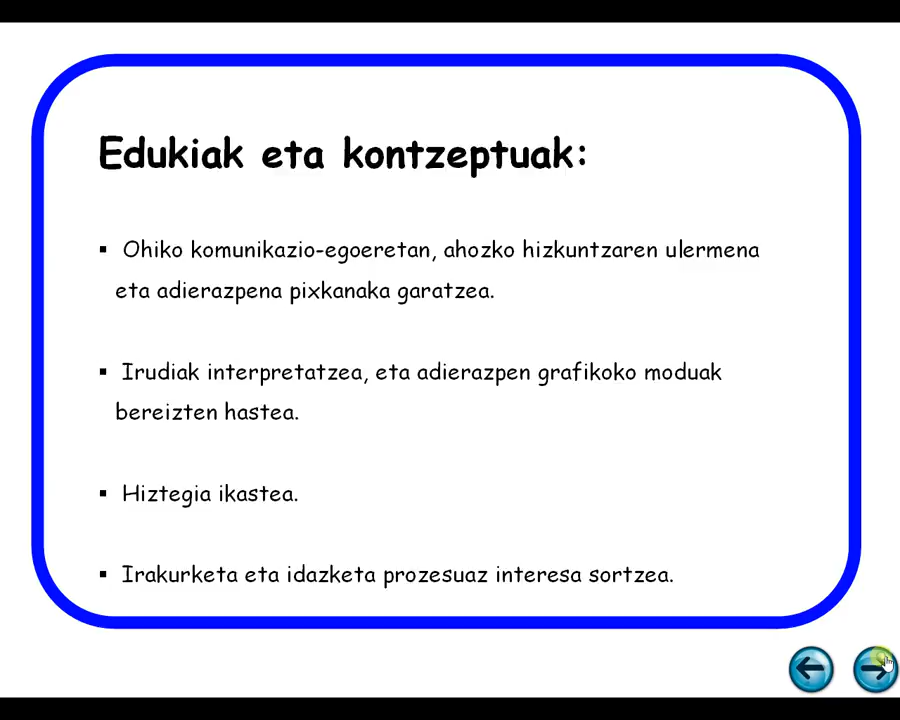 Edukiak eta kontzeptuak:
▪ Ohiko komunikazio-egoeretan, ahozko hizkuntzaren ulermena
eta adierazpena pixkanaka garatzea.
▪ Irudiak interpretatzea, eta adierazpen grafikoko moduak
bereizten hastea.
▪ Hiztegia ikastea.
▪ Irakurketa eta idazketa prozesuaz interesa sortzea.